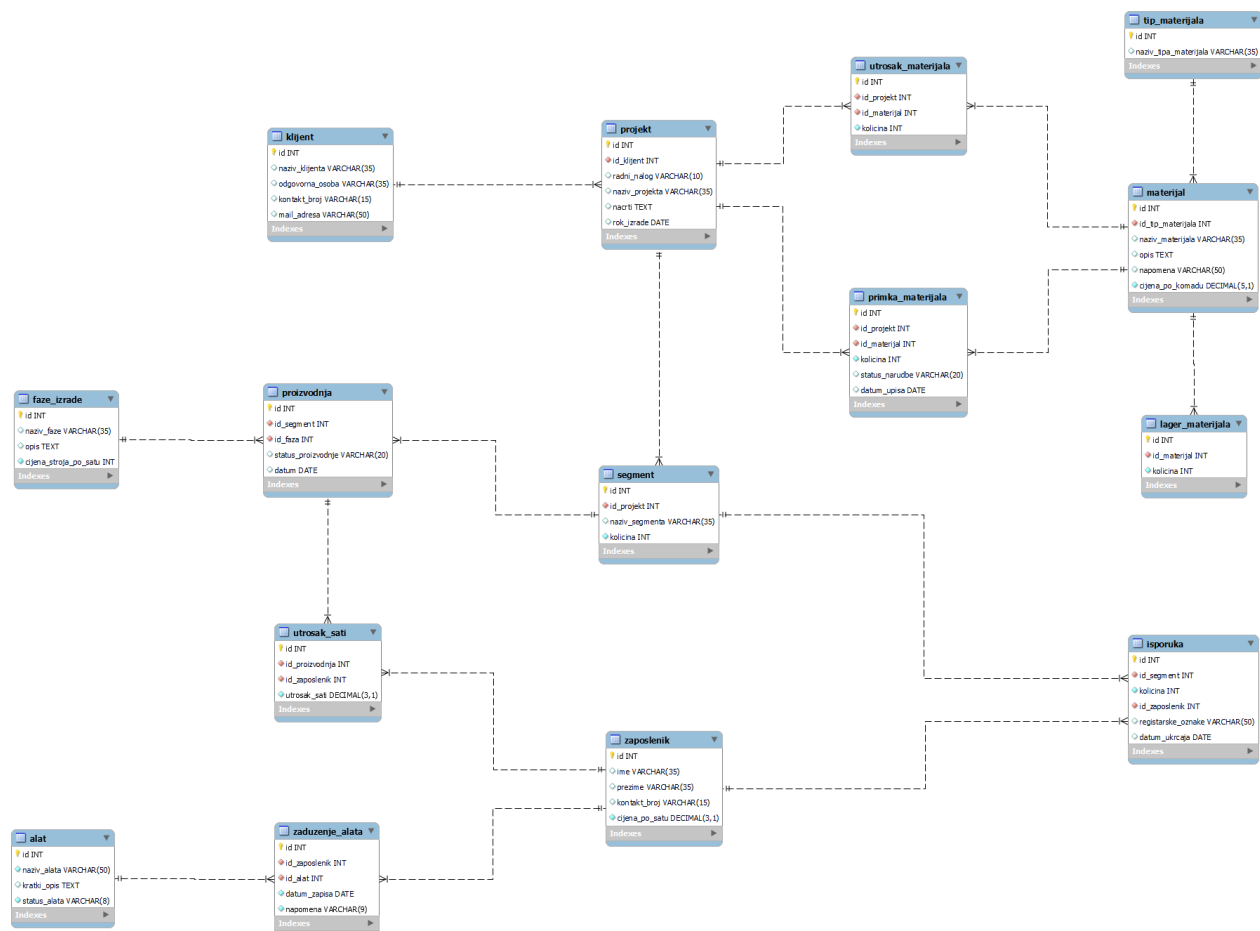 tip_materijala
id INT
naziv_tipa_materijala VARCHAR(35)
Indexes
utrosak_materijala
id INT
id_projekt INT
id_materijal INT
kolicina INT
Indexes
klijent
id INT
naziv_klijenta VARCHAR(35)
odgovorna_osoba VARCHAR(35)
kontakt_broj VARCHAR(15)
mail_adresa VARCHAR(50)
Indexes
projekt
id INT
id_klijent INT
radni_nalog VARCHAR(10)
naziv_projekta VARCHAR(35)
nacrti TEXT
rok_izrade DATE
Indexes
materijal
id INT
id_tip_materijala INT
naziv_materijala VARCHAR(35)
opis TEXT
napomena VARCHAR(50)
cijena_po_komadu DECIMAL(5,1)
Indexes
primka_materijala
id INT
id_projekt INT
id_materijal INT
kolicina INT
status_narudbe VARCHAR(20)
datum_upisa DATE
Indexes
faze_izrade
id INT
naziv_faze VARCHAR(35)
opis TEXT
cijena_stroja_po_satu INT
Indexes
proizvodnja
id INT
id_segment INT
id_faza INT
status_proizvodnje VARCHAR(20)
datum DATE
Indexes
lager_materijala
id INT
id_materijal INT
kolicina INT
Indexes
segment
id INT
id_projekt INT
naziv_segmenta VARCHAR(35)
kolicina INT
Indexes
utrosak_sati
id INT
id_proizvodnja INT
id_zaposlenik INT
utrosak_sati DECIMAL(3,1)
Indexes
isporuka
id INT
id_segment INT
kolicina INT
id_zaposlenik INT
registarske_oznake VARCHAR(50)
datum_ukrcaja DATE
Indexes
zaposlenik
id INT
ime VARCHAR(35)
prezime VARCHAR(35)
kontakt_broj VARCHAR(15)
cijena_po_satu DECIMAL(3,1)
Indexes
alat
id INT
naziv_alata VARCHAR(50)
kratki_opis TEXT
status_alata VARCHAR(8)
Indexes
zaduzenje_alata
id INT
id_zaposlenik INT
id_alat INT
datum_zapisa DATE
napomena VARCHAR(9)
Indexes